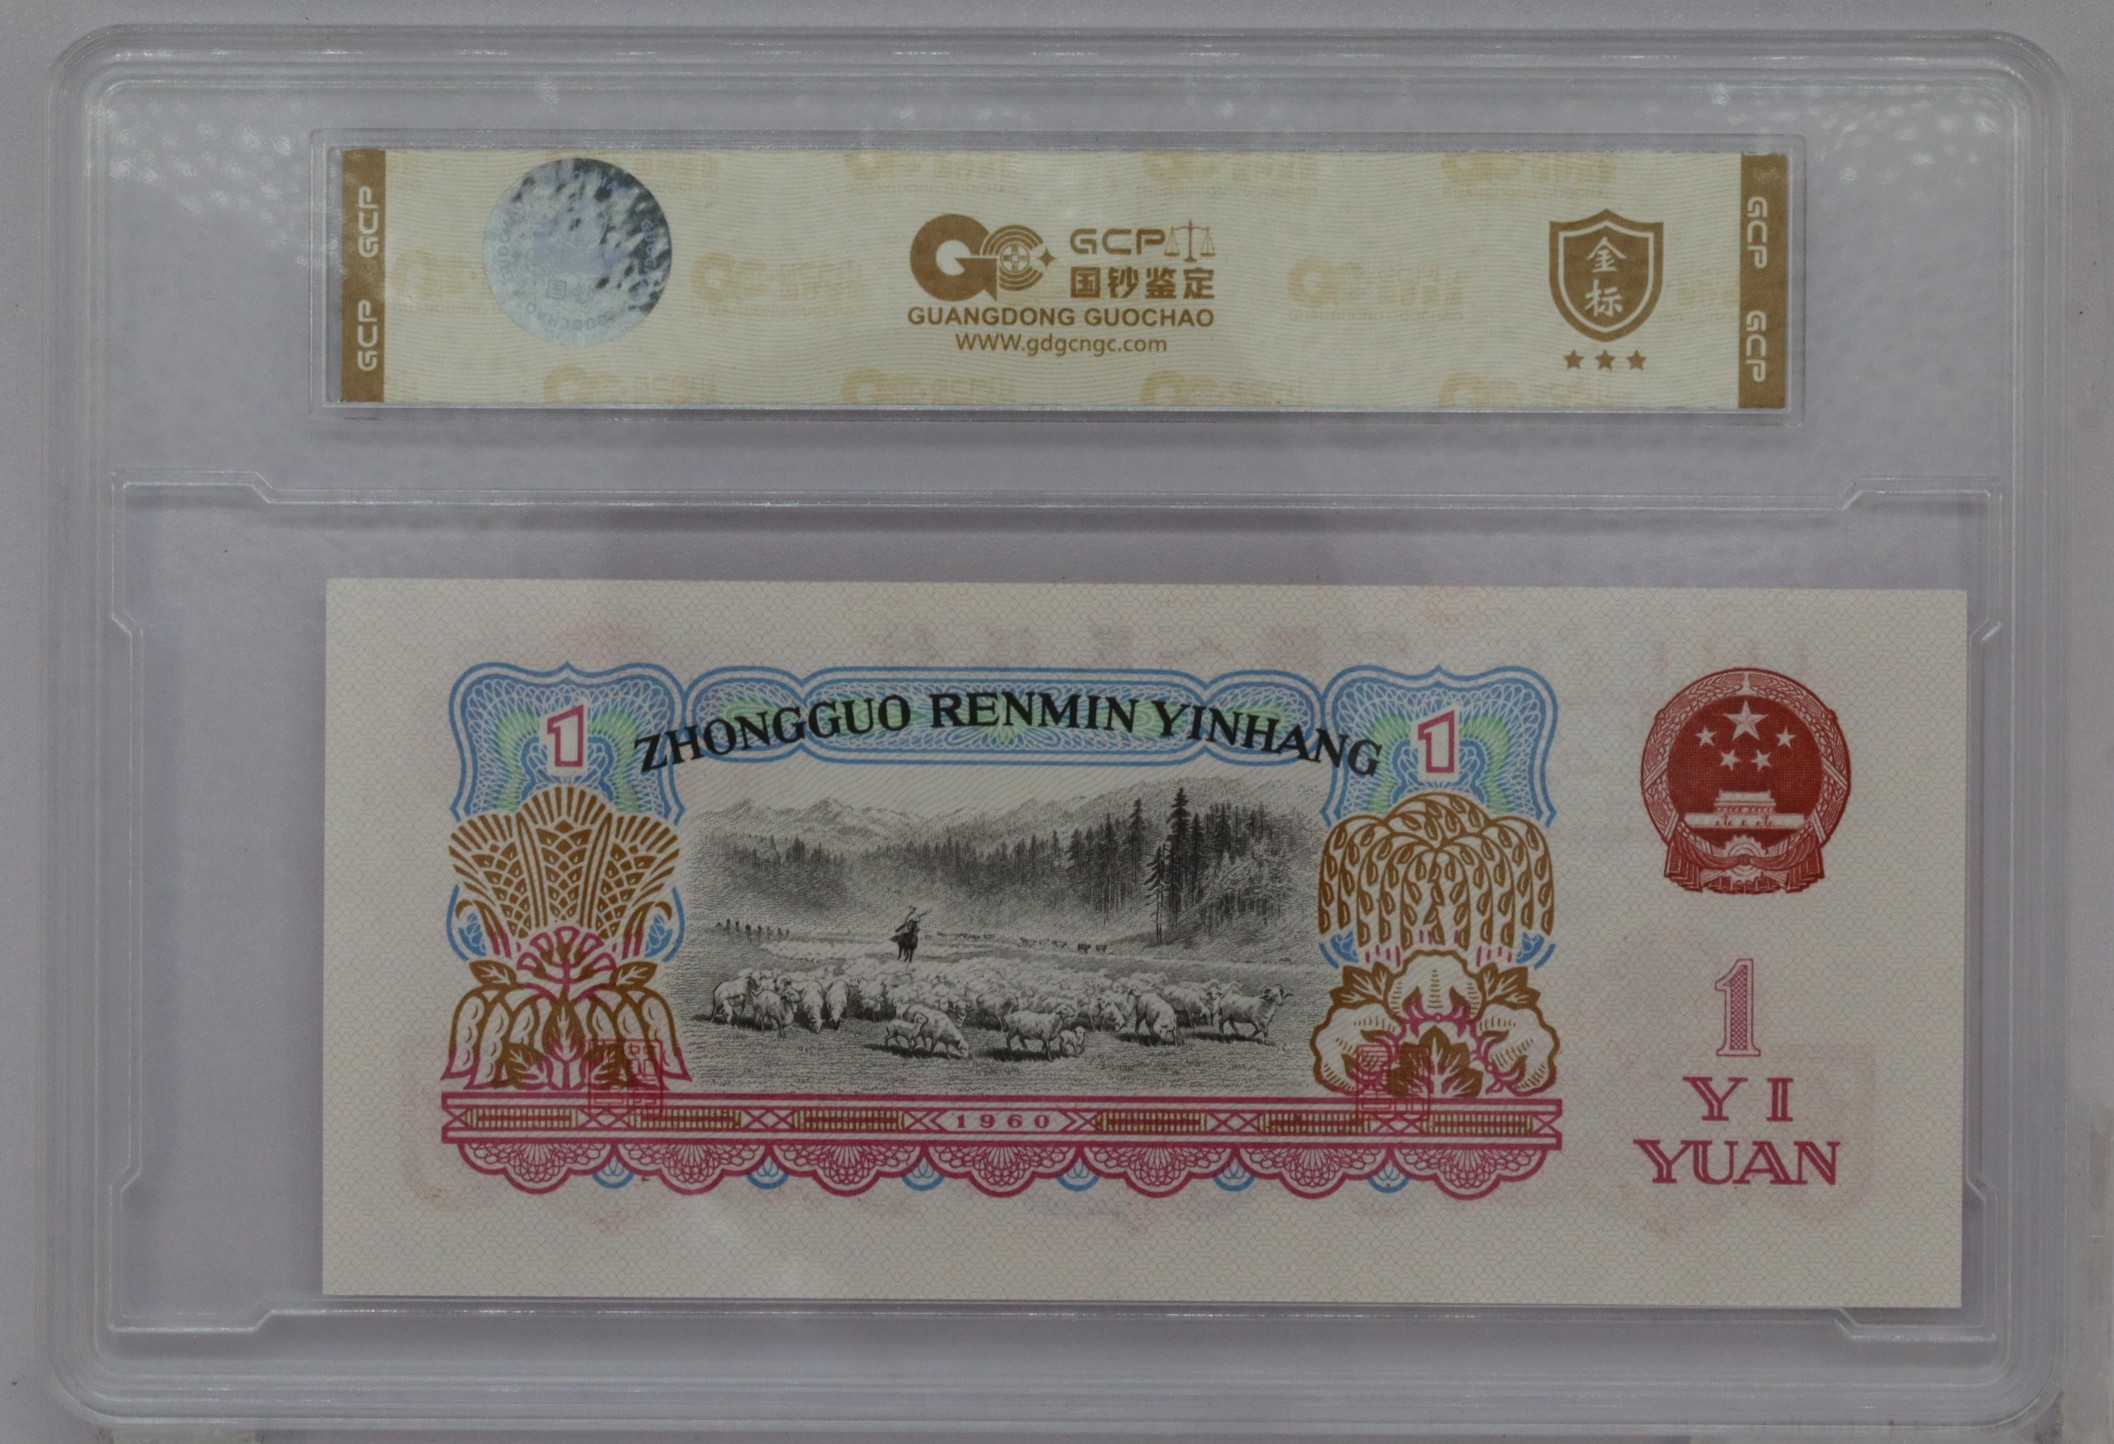 GCP
GCP
GCP
国钞鉴定
GUANGDONG GUOCHAO
WWW.gdgcngc.com
金
标
GCP
GCP
ZHONGGUO RENMIN YINHANG
1
1
1960
1
YI
YUAN